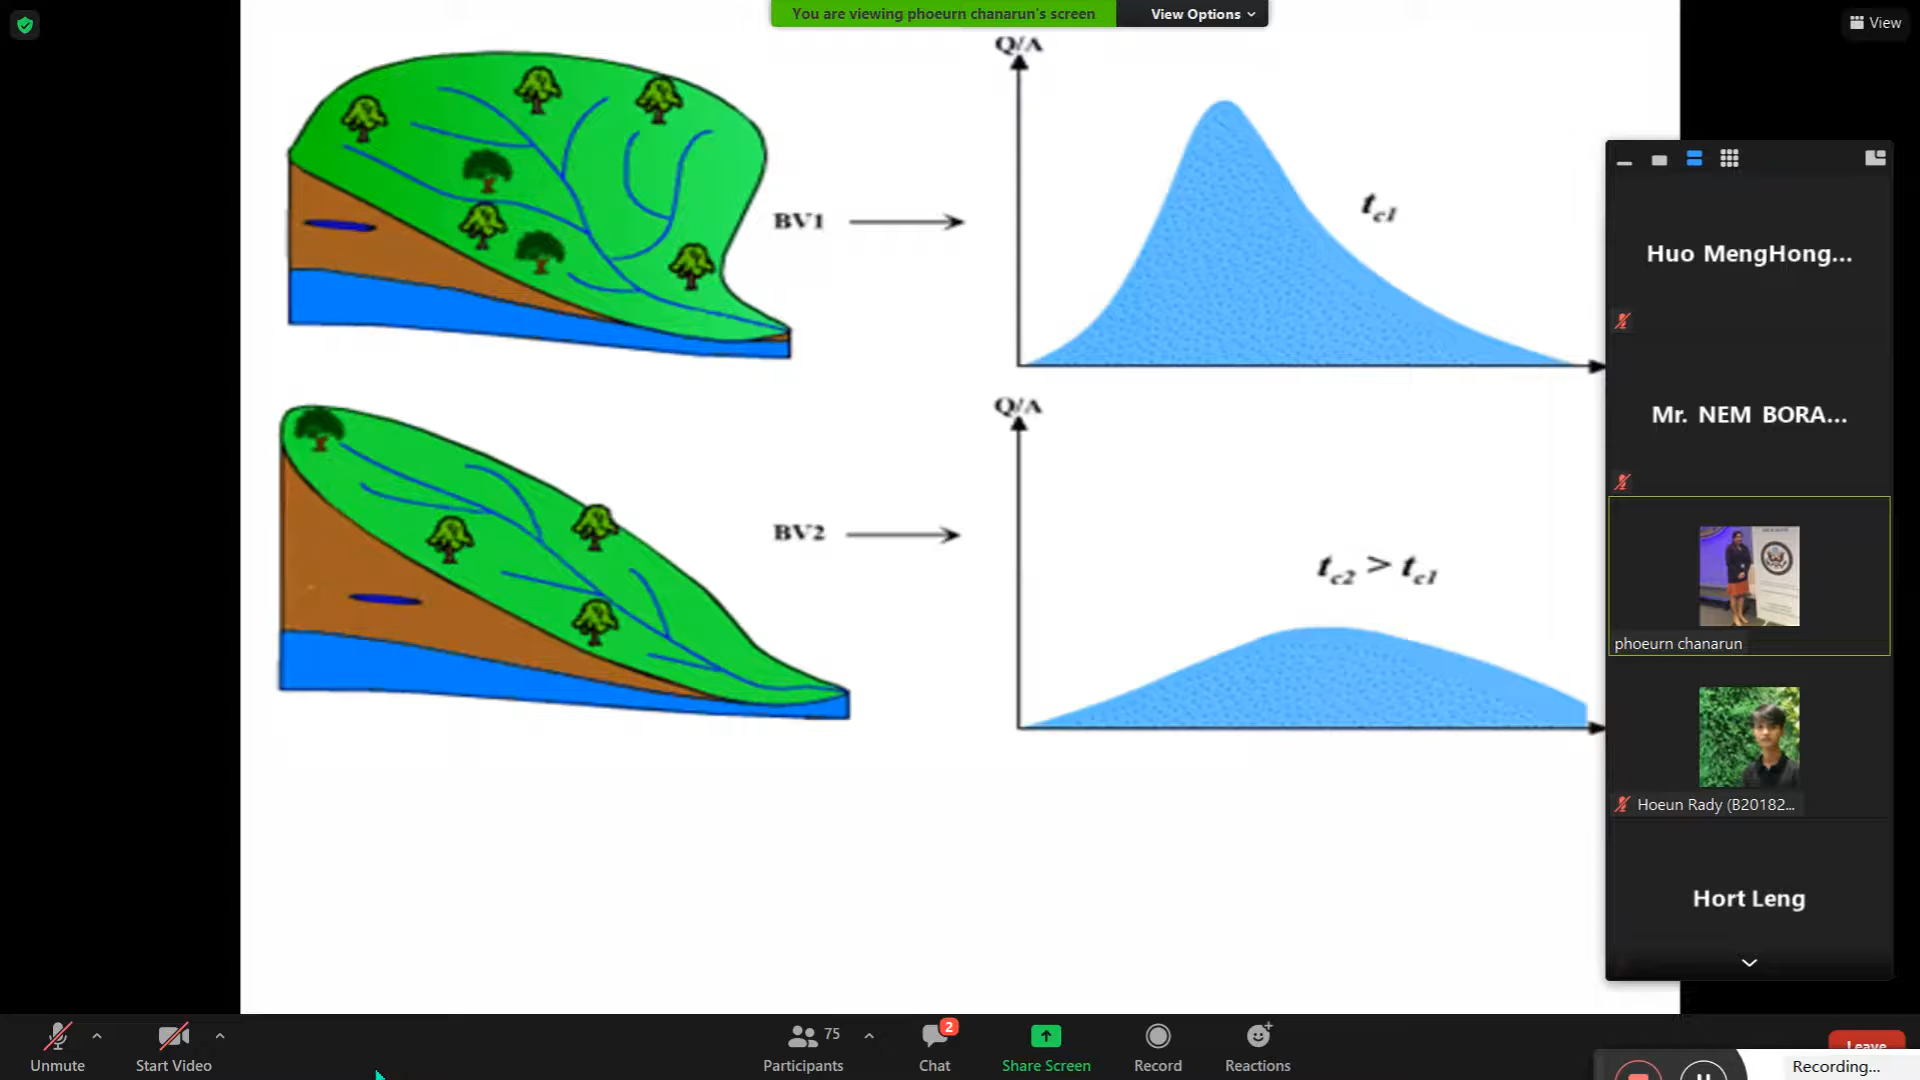 You are viewing phoeurn chanarun's screen
View Options
View
Q/A
BV1
tc1
Q/A
BV2
tc2 > tc1
Huo MengHong...
Mr. NEM BORA...
phoeurn chanarun
Hoeun Rady (B20182...
Hort Leng
Unmute
Start Video
75
Participants
2
Chat
Share Screen
Record
Reactions
Leave
Recording...